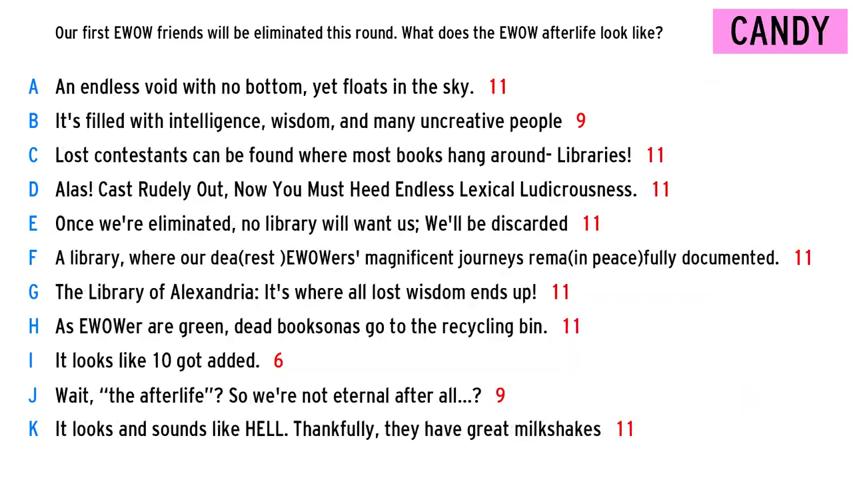 Our first EWOW friends will be eliminated this round. What does the EWOW afterlife look like?
CANDY
A An endless void with no bottom, yet floats in the sky. 11
B It's filled with intelligence, wisdom, and many uncreative people 9
C Lost contestants can be found where most books hang around- Libraries! 11
D Alas! Cast Rudely Out, Now You Must Heed Endless Lexical Ludicrousness. 11
E Once we're eliminated, no library will want us; We'll be discarded 11
F A library, where our dea(rest )EWOWers' magnificent journeys rema(in peace)fully documented. 11
G The Library of Alexandria: It's where all lost wisdom ends up! 11
H As EWOWer are green, dead booksonas go to the recycling bin. 11
I It looks like 10 got added. 6
J Wait, “the afterlife”? So we're not eternal after all...? 9
K It looks and sounds like HELL. Thankfully, they have great milkshakes 11